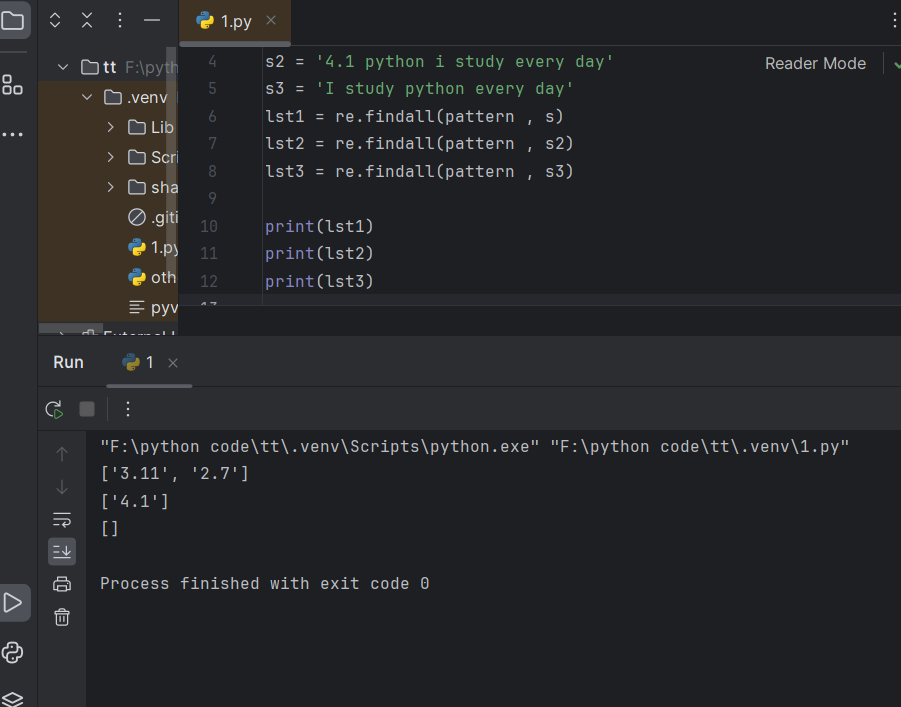 1.py
tt F:\pyth
.venv
Lib
Scri
sha
.giti
1.py
oth
pyv
4 s2 = '4.1 python i study every day'
5 s3 = 'I study python every day'
6 lst1 = re.findall(pattern , s)
7 lst2 = re.findall(pattern , s2)
8 lst3 = re.findall(pattern , s3)
9
10 print(lst1)
11 print(lst2)
12 print(lst3)
Reader Mode
Run 1
"F:\python code\tt\.venv\Scripts\python.exe" "F:\python code\tt\.venv\1.py"
['3.11', '2.7']
['4.1']
[]
Process finished with exit code 0